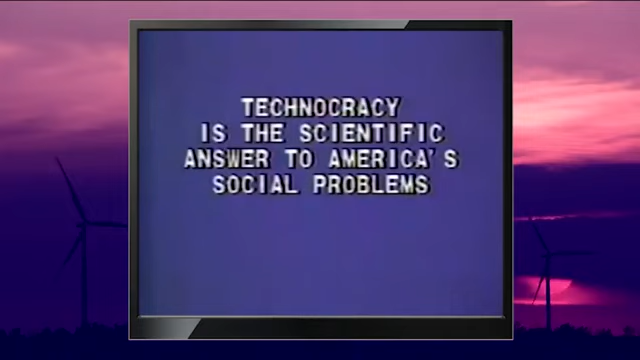 TECHNOCRACY
IS THE SCIENTIFIC
ANSWER TO AMERICA'S
SOCIAL PROBLEMS